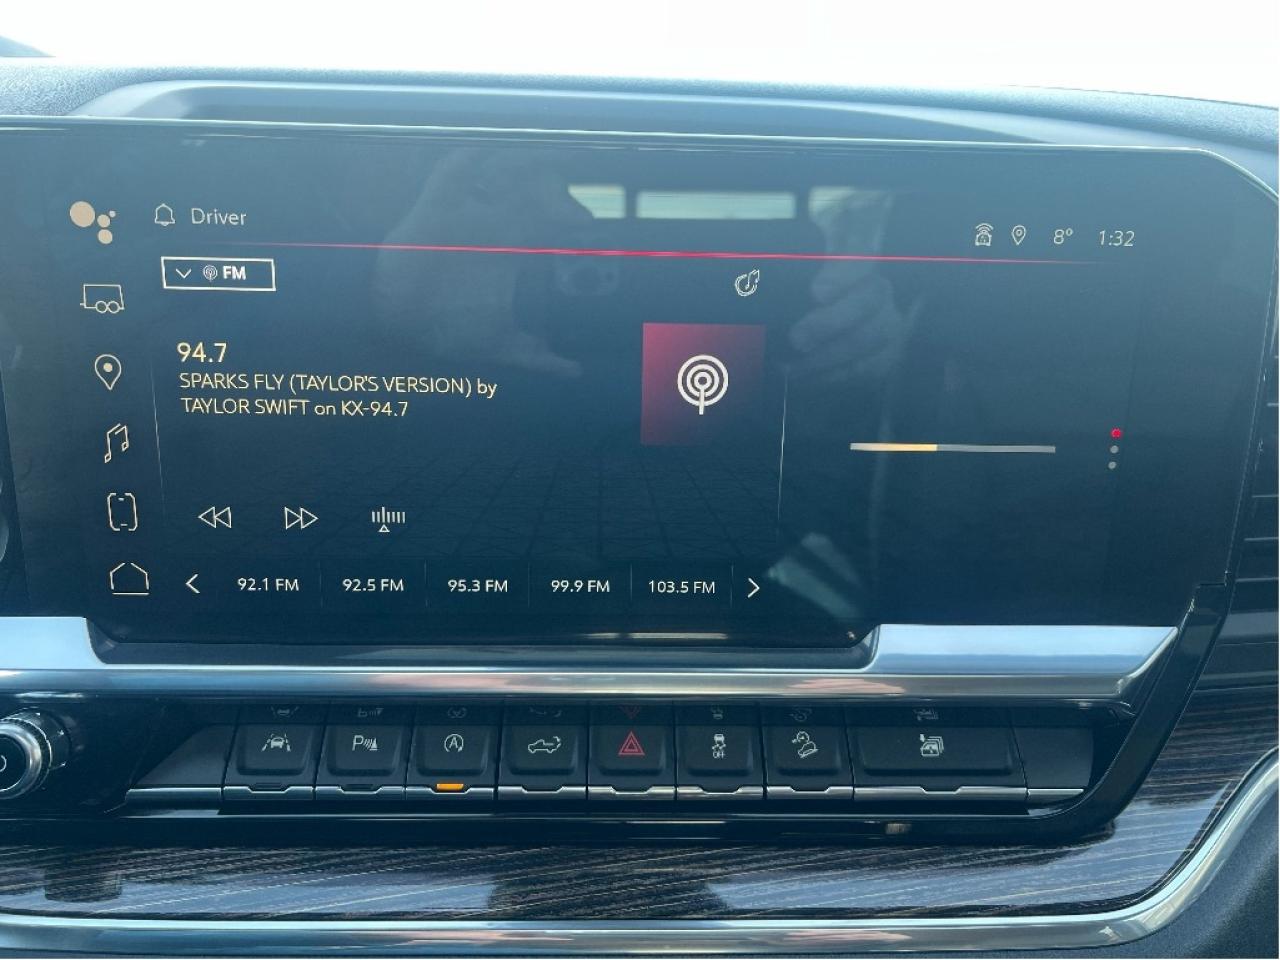 Driver
8° 1:32
FM
94.7
SPARKS FLY (TAYLOR'S VERSION) by
TAYLOR SWIFT on KX-94.7
92.1 FM 92.5 FM 95.3 FM 99.9 FM 103.5 FM
P A OFF